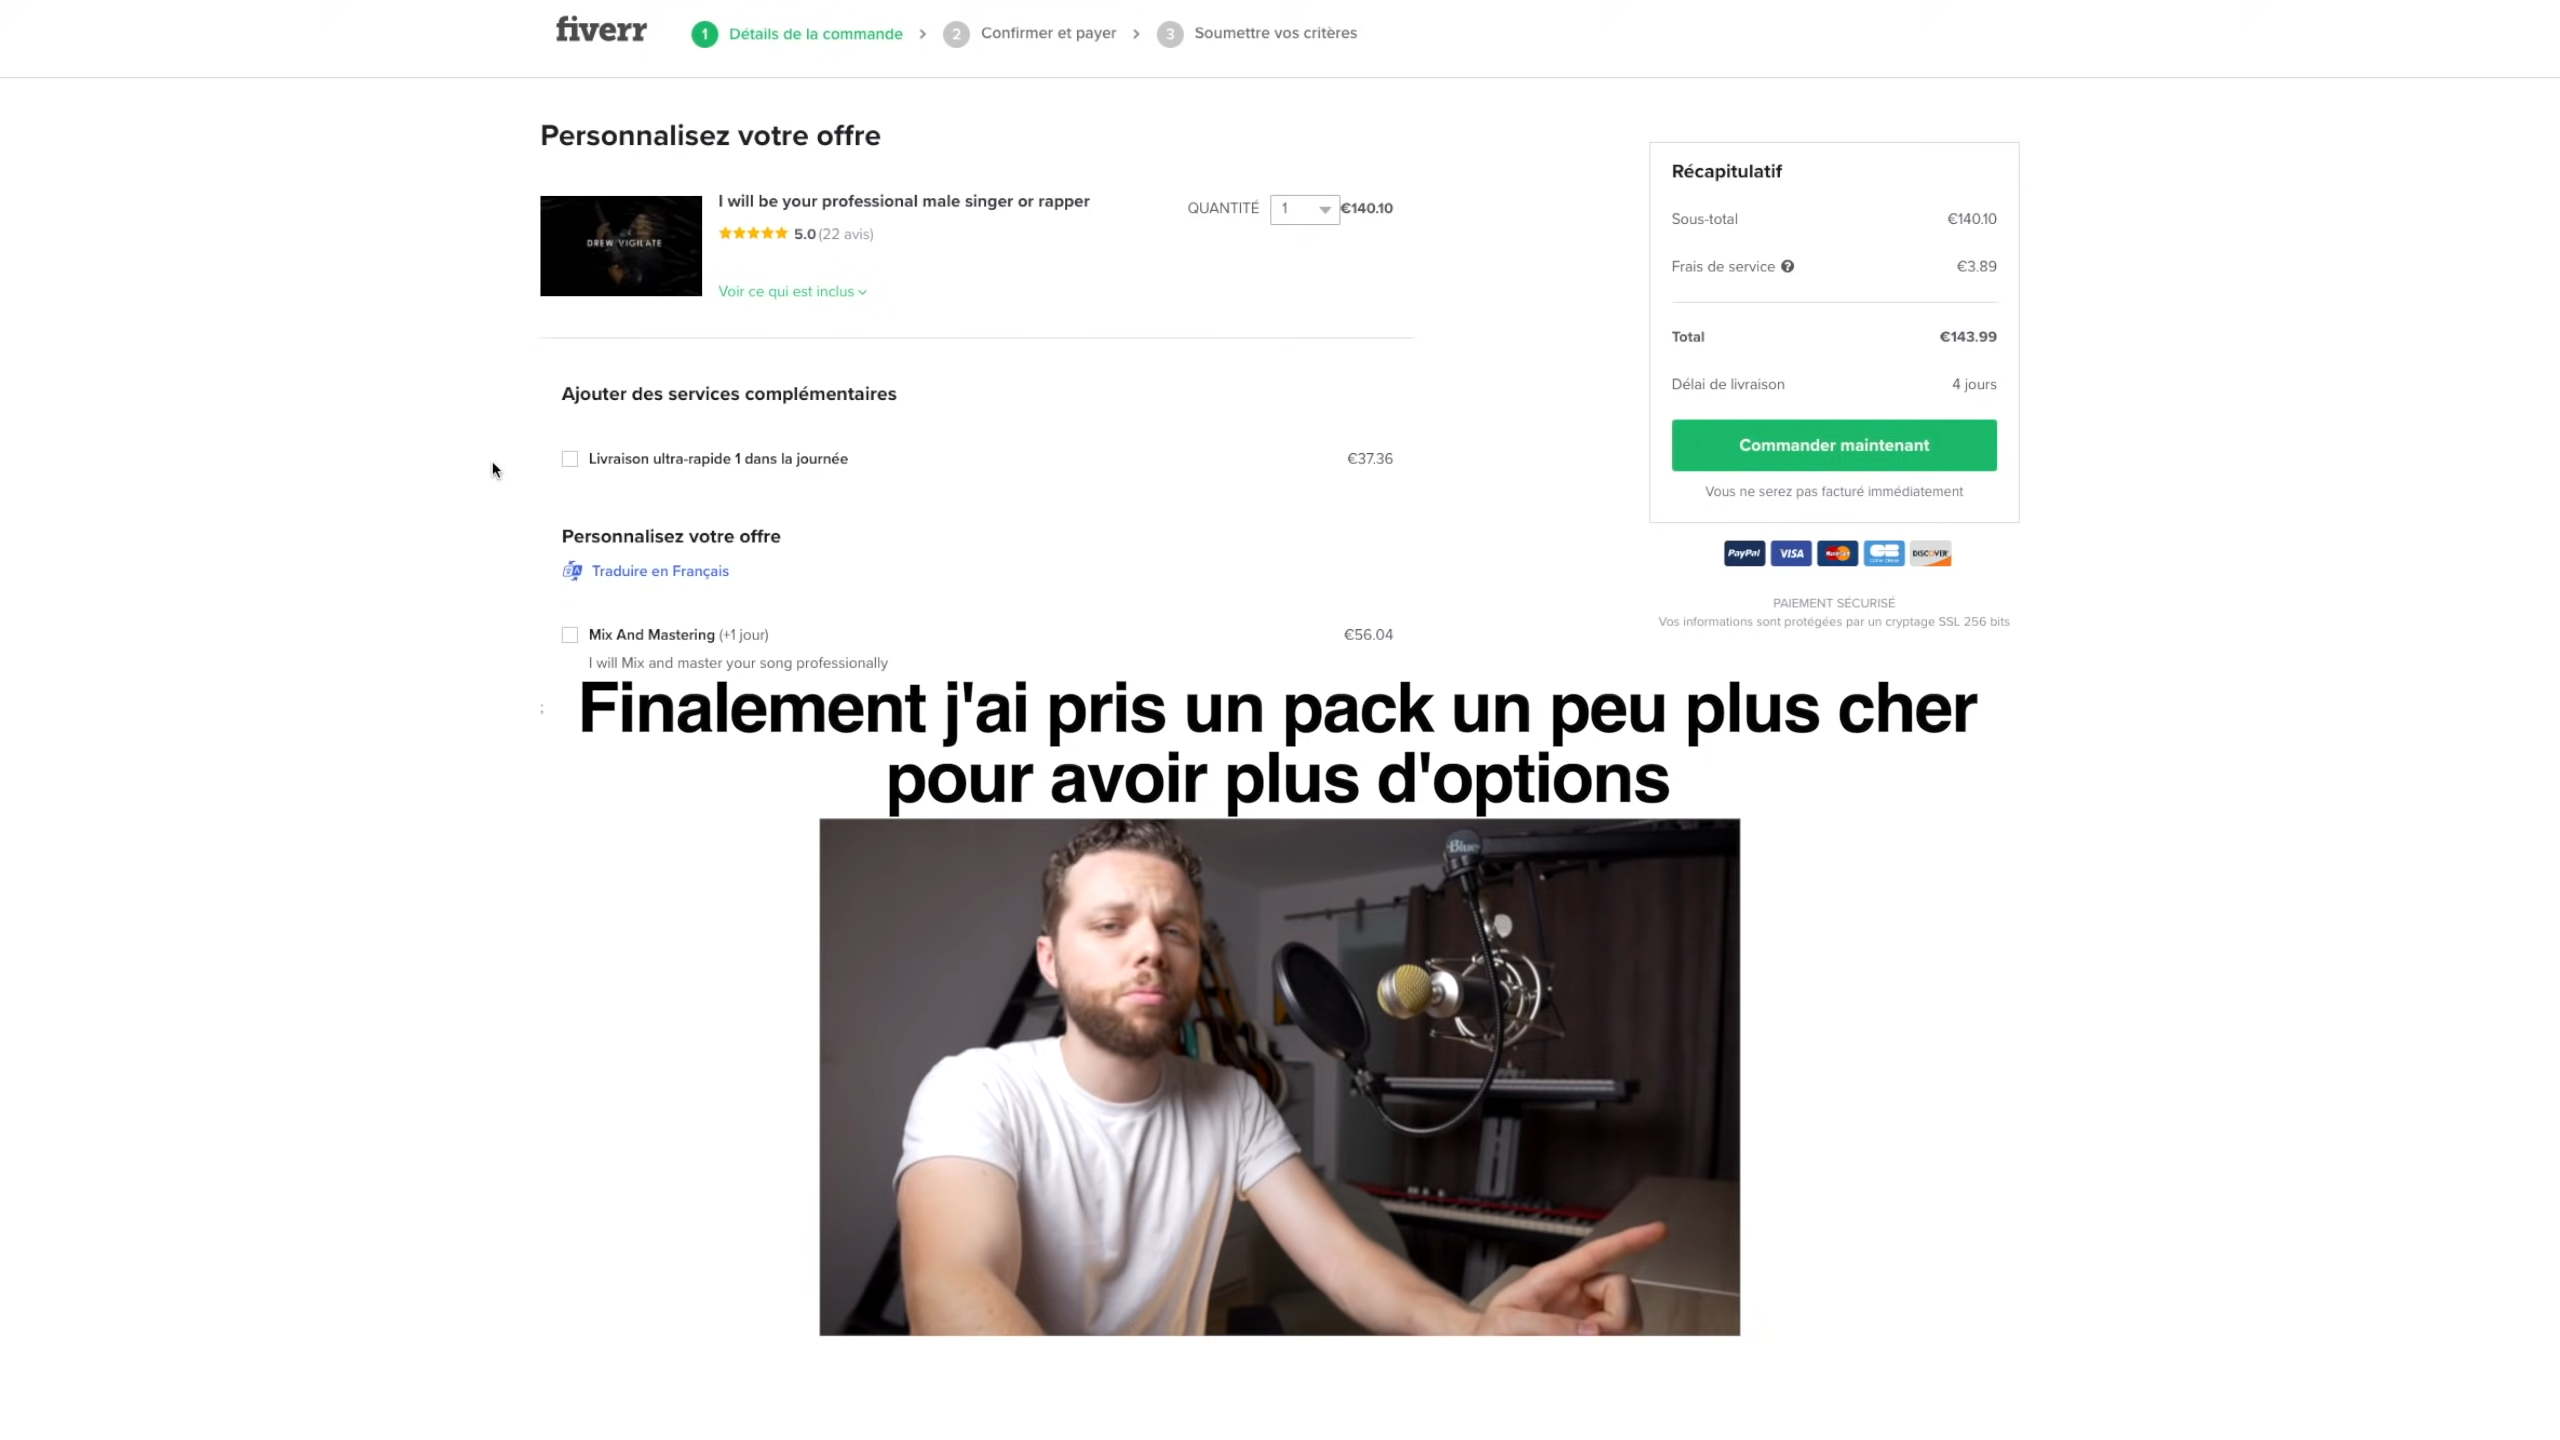 fiverr
1 Détails de la commande
2 Confirmer et payer
3 Soumettre vos critères
Personnalisez votre offre
DREW VIGILATE
I will be your professional male singer or rapper
5.0 (22 avis)
Voir ce qui est inclus
QUANTITÉ 1 €140.10
Ajouter des services complémentaires
Livraison ultra-rapide 1 dans la journée €37.36
Personnalisez votre offre
Traduire en Français
Mix And Mastering (+1 jour) €56.04
I will Mix and master your song professionally
;
Récapitulatif
Sous-total €140.10
Frais de service ? €3.89
Total €143.99
Délai de livraison 4 jours
Commander maintenant
Vous ne serez pas facturé immédiatement
PayPal VISA MasterCard CB DISCOVER
PAIEMENT SÉCURISÉ
Vos informations sont protégées par un cryptage SSL 256 bits
Finalement j'ai pris un pack un peu plus cher
pour avoir plus d'options
Blue